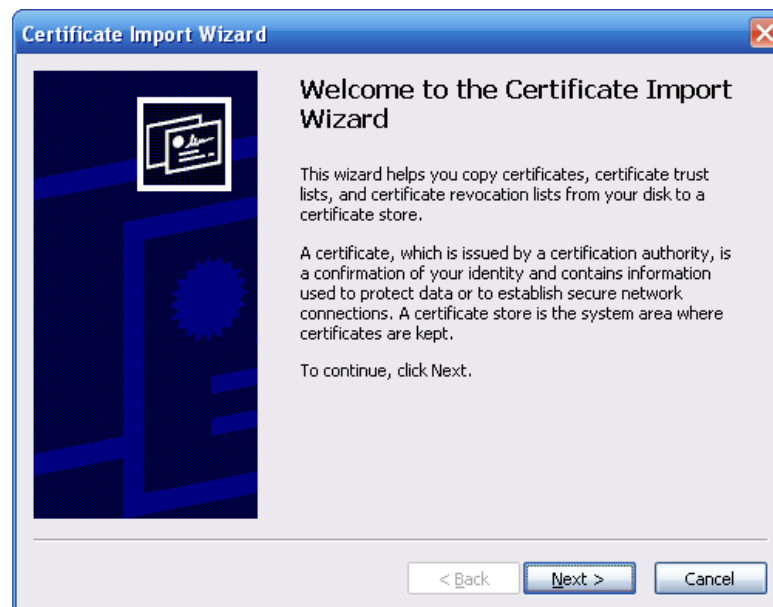 Certificate Import Wizard
Welcome to the Certificate Import
Wizard
This wizard helps you copy certificates, certificate trust
lists, and certificate revocation lists from your disk to a
certificate store.
A certificate, which is issued by a certification authority, is
a confirmation of your identity and contains information
used to protect data or to establish secure network
connections. A certificate store is the system area where
certificates are kept.
To continue, click Next.
< Back Next > Cancel